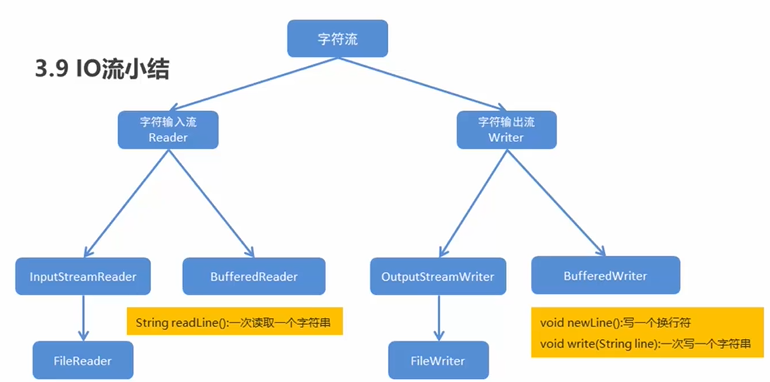 字符流
3.9 IO流小结
字符输入流
Reader
字符输出流
Writer
InputStreamReader
BufferedReader
OutputStreamWriter
BufferedWriter
String readLine():一次读取一个字符串
void newLine():写一个换行符
void write(String line):一次写一个字符串
FileReader
FileWriter